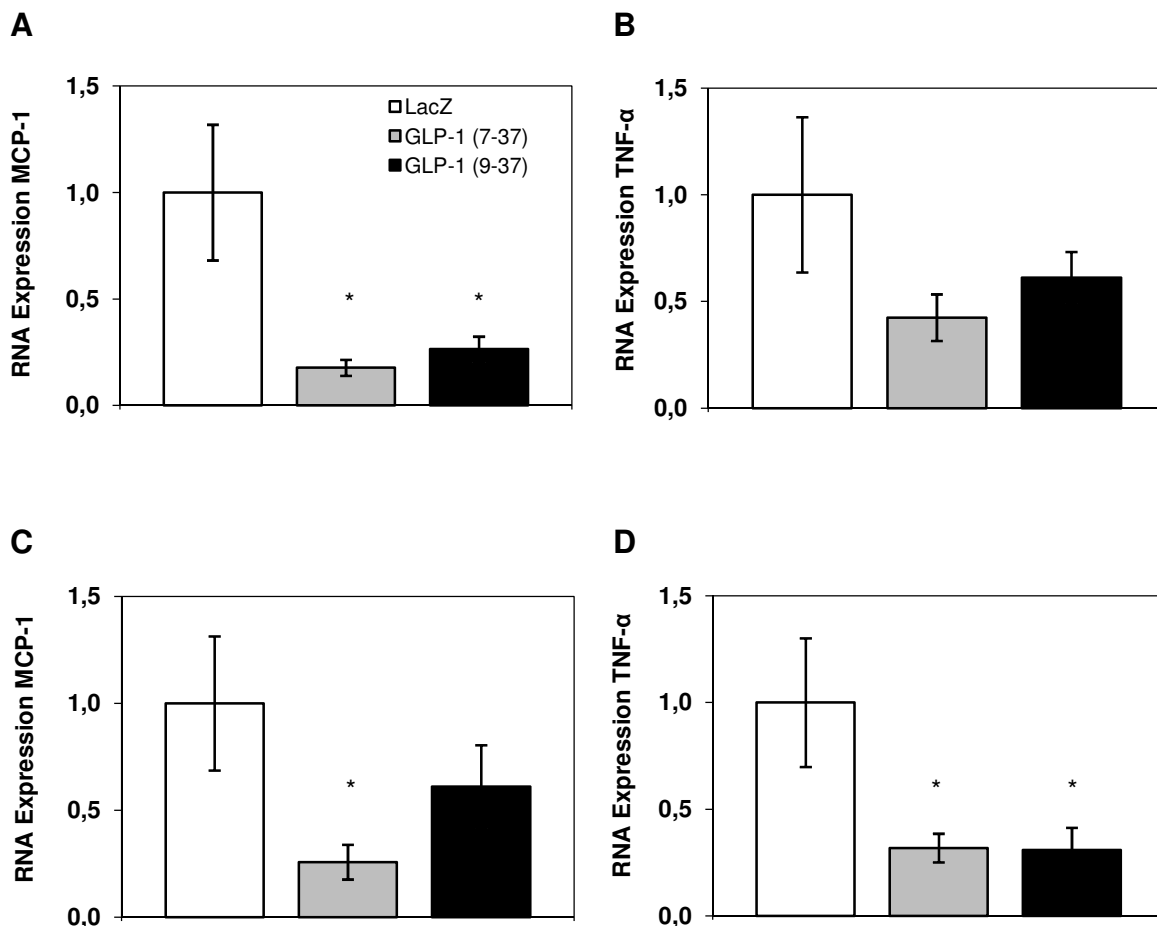 A
RNA Expression MCP-1
1,5
1,0
0,5
0,0
LacZ
GLP-1 (7-37)
GLP-1 (9-37)
*
*
B
RNA Expression TNF-α
1,5
1,0
0,5
0,0
C
RNA Expression MCP-1
1,5
1,0
0,5
0,0
*
D
RNA Expression TNF-α
1,5
1,0
0,5
0,0
*
*